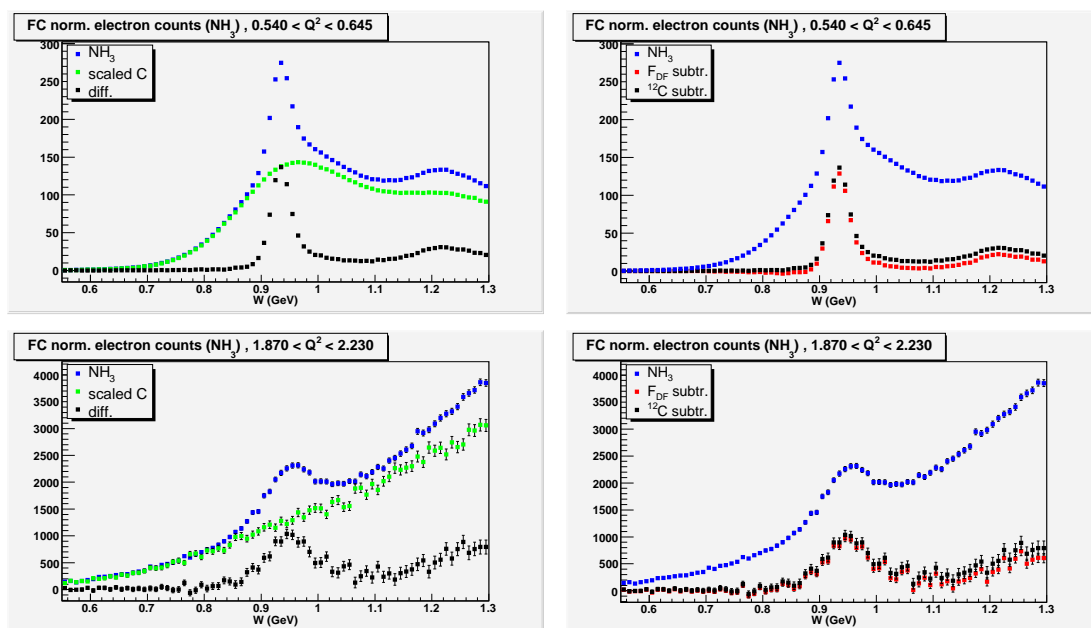 FC norm. electron counts (NH₃) , 0.540 < Q² < 0.645
NH₃
scaled C
diff.
300
250
200
150
100
50
0
0.6 0.7 0.8 0.9 1 1.1 1.2 1.3
W (GeV)
FC norm. electron counts (NH₃) , 0.540 < Q² < 0.645
NH₃
F_DF subtr.
¹²C subtr.
300
250
200
150
100
50
0
0.6 0.7 0.8 0.9 1 1.1 1.2 1.3
W (GeV)
FC norm. electron counts (NH₃) , 1.870 < Q² < 2.230
NH₃
scaled C
diff.
4000
3500
3000
2500
2000
1500
1000
500
0
0.6 0.7 0.8 0.9 1 1.1 1.2 1.3
W (GeV)
FC norm. electron counts (NH₃) , 1.870 < Q² < 2.230
NH₃
F_DF subtr.
¹²C subtr.
4000
3500
3000
2500
2000
1500
1000
500
0
0.6 0.7 0.8 0.9 1 1.1 1.2 1.3
W (GeV)